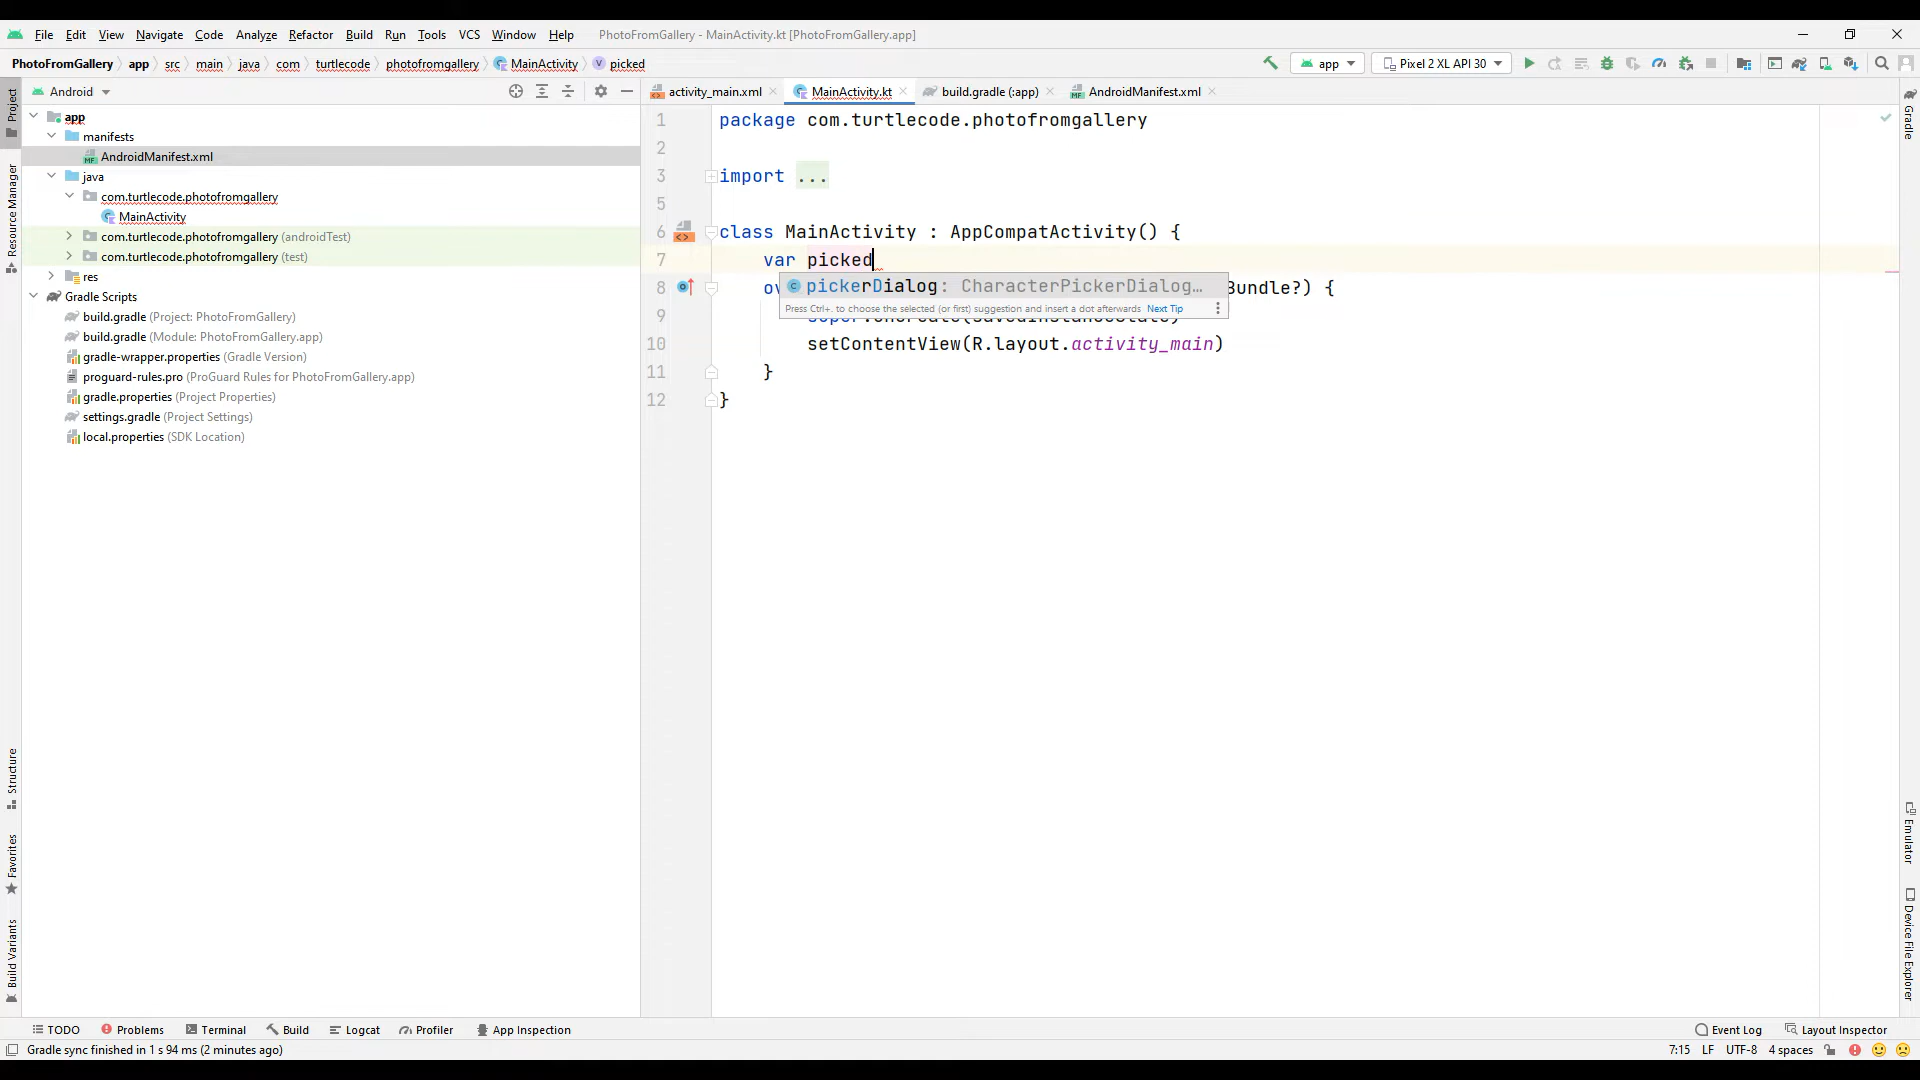 File Edit View Navigate Code Analyze Refactor Build Run Tools VCS Window Help PhotoFromGallery - MainActivity.kt [PhotoFromGallery.app]
PhotoFromGallery app src main java com turtlecode photofromgallery MainActivity picked app Pixel 2 XL API 30
Android
activity_main.xml MainActivity.kt build.gradle (:app) AndroidManifest.xml
Project
Resource Manager
Structure
Favorites
Build Variants
app
manifests
AndroidManifest.xml
java
com.turtlecode.photofromgallery
MainActivity
com.turtlecode.photofromgallery (androidTest)
com.turtlecode.photofromgallery (test)
res
Gradle Scripts
build.gradle (Project: PhotoFromGallery)
build.gradle (Module: PhotoFromGallery.app)
gradle-wrapper.properties (Gradle Version)
proguard-rules.pro (ProGuard Rules for PhotoFromGallery.app)
gradle.properties (Project Properties)
settings.gradle (Project Settings)
local.properties (SDK Location)
1 package com.turtlecode.photofromgallery
2
3 import ...
5
6 class MainActivity : AppCompatActivity() {
7 var picked
pickerDialog: CharacterPickerDialog...
Press Ctrl+. to choose the selected (or first) suggestion and insert a dot afterwards Next Tip
8 ov Bundle?) {
9
10 setContentView(R.layout.activity_main)
11 }
12 }
Gradle
Emulator
Device File Explorer
TODO Problems Terminal Build Logcat Profiler App Inspection Event Log Layout Inspector
Gradle sync finished in 1 s 94 ms (2 minutes ago) 7:15 LF UTF-8 4 spaces